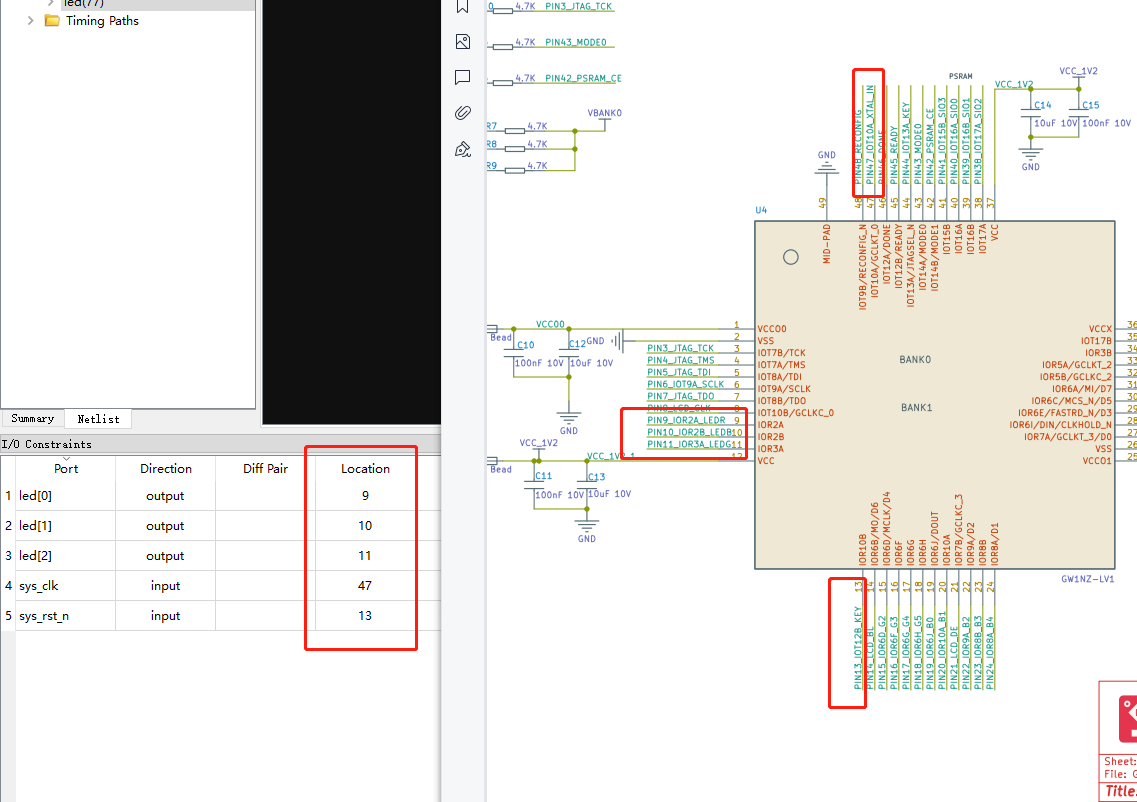 led(77)
Timing Paths
Summary
Netlist
I/O Constraints
Port Direction Diff Pair Location
1 led[0] output 9
2 led[1] output 10
3 led[2] output 11
4 sys_clk input 47
5 sys_rst_n input 13
4.7K PIN3_JTAG_TCK
4.7K PIN43_MODE0
4.7K PIN42_PSRAM_CE
R7 4.7K
R8 4.7K
R9 4.7K
VBANK0
PSRAM
VCC_1V2
VCC_1V2
C14
10uF 10V
C15
100nF 10V
GND
GND
PIN48_RECONFIG
PIN47_IOT10A_XTAL_IN
PIN46_DONE
PIN45_READY
PIN44_IOT13A_KEY
PIN43_MODE0
PIN42_PSRAM_CE
PIN41_IOT15B_SIO3
PIN40_IOT16A_SIO0
PIN39_IOT16B_SIO1
PIN38_IOT17A_SIO2
49
48
47
46
45
44
43
42
41
40
39
38
37
U4
MID-PAD
IOT9B/RECONFIG_N
IOT10A/GCLKT_0
IOT12A/DONE
IOT12B/READY
IOT13A/JTAGSEL_N
IOT14A/MODE0
IOT14B/MODE1
IOT15B
IOT16A
IOT16B
IOT17A
VCC
VCCO0
Bead
C10
100nF 10V
C12
10uF 10V
GND
GND
1 VCCO0
2 VSS
PIN3_JTAG_TCK 3 IOT7B/TCK
PIN4_JTAG_TMS 4 IOT7A/TMS
PIN5_JTAG_TDI 5 IOT8A/TDI
PIN6_IOT9A_SCLK 6 IOT9A/SCLK
PIN7_JTAG_TDO 7 IOT8B/TDO
PIN8_LCD_CLK 8 IOT10B/GCLKC_0
PIN9_IOR2A_LEDR 9 IOR2A
PIN10_IOR2B_LEDB 10 IOR2B
PIN11_IOR3A_LEDG 11 IOR3A
12 VCC
VCC_1V2
VCC_1V2_1
Bead
C11
100nF 10V
C13
10uF 10V
GND
BANK0
BANK1
VCCX 36
IOT17B 35
IOR3B 34
IOR5A/GCLKT_2 33
IOR5B/GCLKC_2 32
IOR6A/MI/D7 31
IOR6C/MCS_N/D5 30
IOR6E/FASTRD_N/D3 29
IOR6I/DIN/CLKHOLD_N 28
IOR7A/GCLKT_3/D0 27
VSS 26
VCCO1 25
IOR10B
IOR6B/MO/D6
IOR6D/MCLK/D4
IOR6F
IOR6G
IOR6H
IOR6J/DOUT
IOR10A
IOR7B/GCLKC_3
IOR9A/D2
IOR8B
IOR8A/D1
GW1NZ-LV1
13
14
15
16
17
18
19
20
21
22
23
24
PIN13_IOT12B_KEY
PIN14_LCD_BL
PIN15_IOR6D_G2
PIN16_IOR6F_G3
PIN17_IOR6G_G4
PIN18_IOR6H_G5
PIN19_IOR6J_B0
PIN20_IOR10A_B1
PIN21_LCD_DE
PIN22_IOR9A_B2
PIN23_IOR8B_B3
PIN24_IOR8A_B4
Sheet:
File: G
Title: